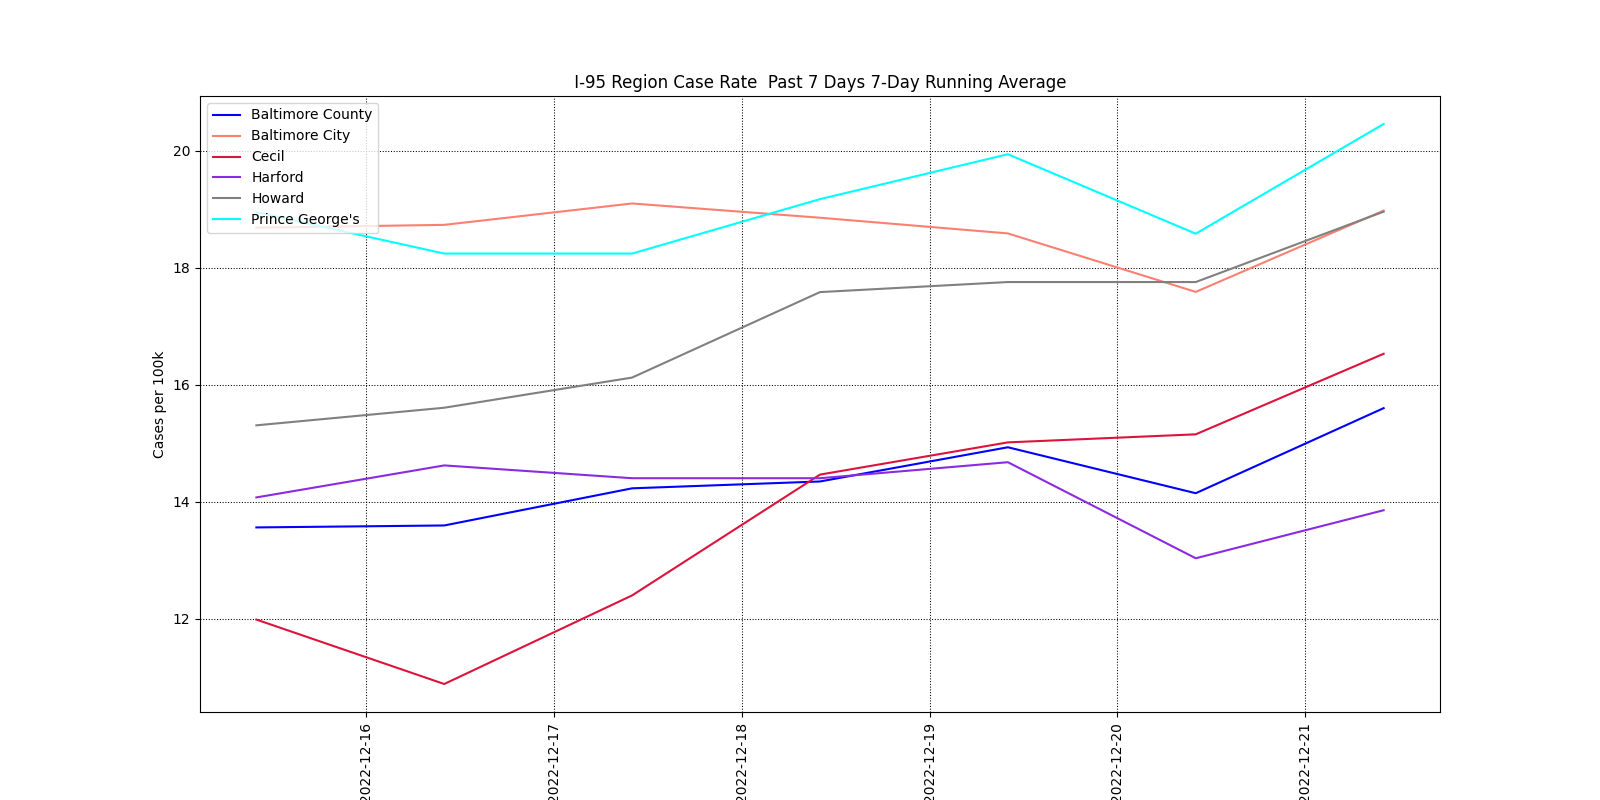 I-95 Region Case Rate  Past 7 Days 7-Day Running Average
Baltimore County
Baltimore City
Cecil
Harford
Howard
Prince George's
Cases per 100k
20
18
16
14
12
2022-12-16
2022-12-17
2022-12-18
2022-12-19
2022-12-20
2022-12-21